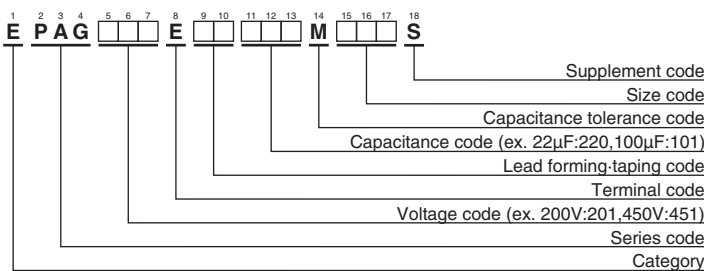 1 2 3 4 5 6 7 8 9 10 11 12 13 14 15 16 17 18
E PAG E M S
Supplement code
Size code
Capacitance tolerance code
Capacitance code (ex. 22μF:220,100μF:101)
Lead forming·taping code
Terminal code
Voltage code (ex. 200V:201,450V:451)
Series code
Category